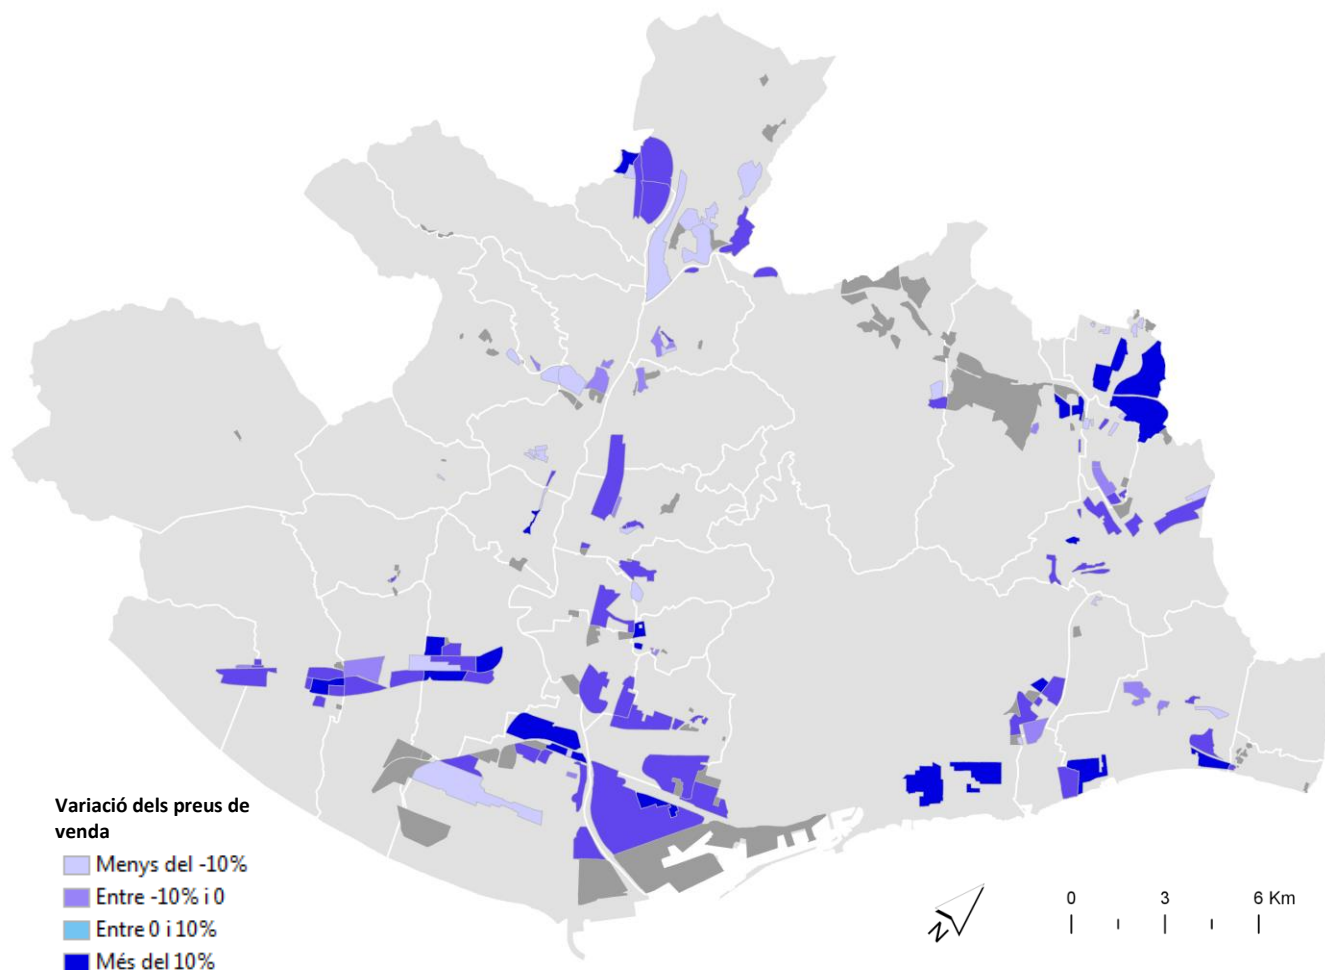 Variació dels preus de
venda
Menys del -10%
Entre -10% i 0
Entre 0 i 10%
Més del 10%
N
0 3 6 Km